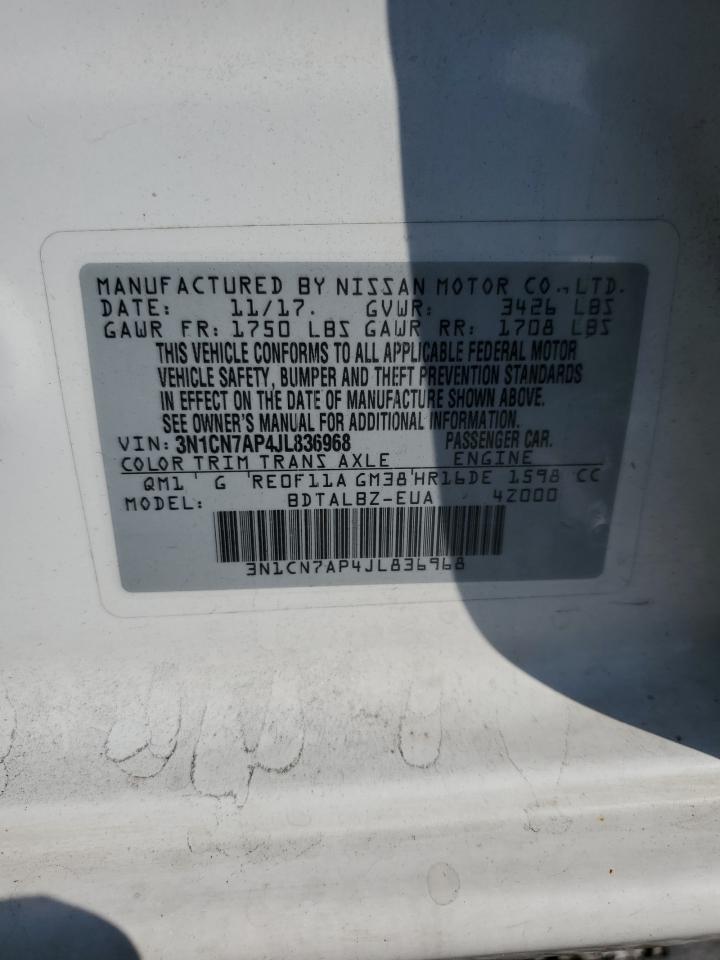 MANUFACTURED BY NISSAN MOTOR CO.,LTD.
DATE: 11/17. GVWR: 3426 LBS
GAWR FR: 1750 LBS GAWR RR: 1708 LBS
THIS VEHICLE CONFORMS TO ALL APPLICABLE FEDERAL MOTOR
VEHICLE SAFETY, BUMPER AND THEFT PREVENTION STANDARDS
IN EFFECT ON THE DATE OF MANUFACTURE SHOWN ABOVE.
SEE OWNER'S MANUAL FOR ADDITIONAL INFORMATION.
VIN: 3N1CN7AP4JL836968 PASSENGER CAR.
COLOR TRIM TRANS AXLE ENGINE
QM1 G RE0F11A GM38 HR16DE 1598 CC
MODEL: BDTALBZ-EUA 4Z000
3N1CN7AP4JL836968